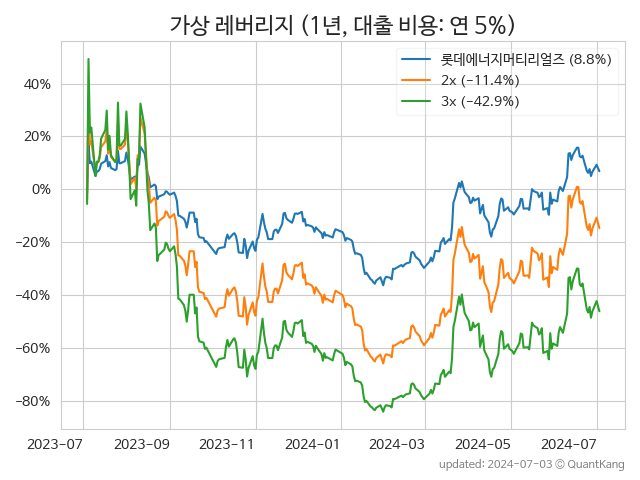 가상 레버리지 (1년, 대출 비용: 연 5%)
롯데에너지머티리얼즈 (8.8%)
2x (−11.4%)
3x (−42.9%)
40%
20%
0%
−20%
−40%
−60%
−80%
2023-07 2023-09 2023-11 2024-01 2024-03 2024-05 2024-07
updated: 2024-07-03 ⓒ QuantKang